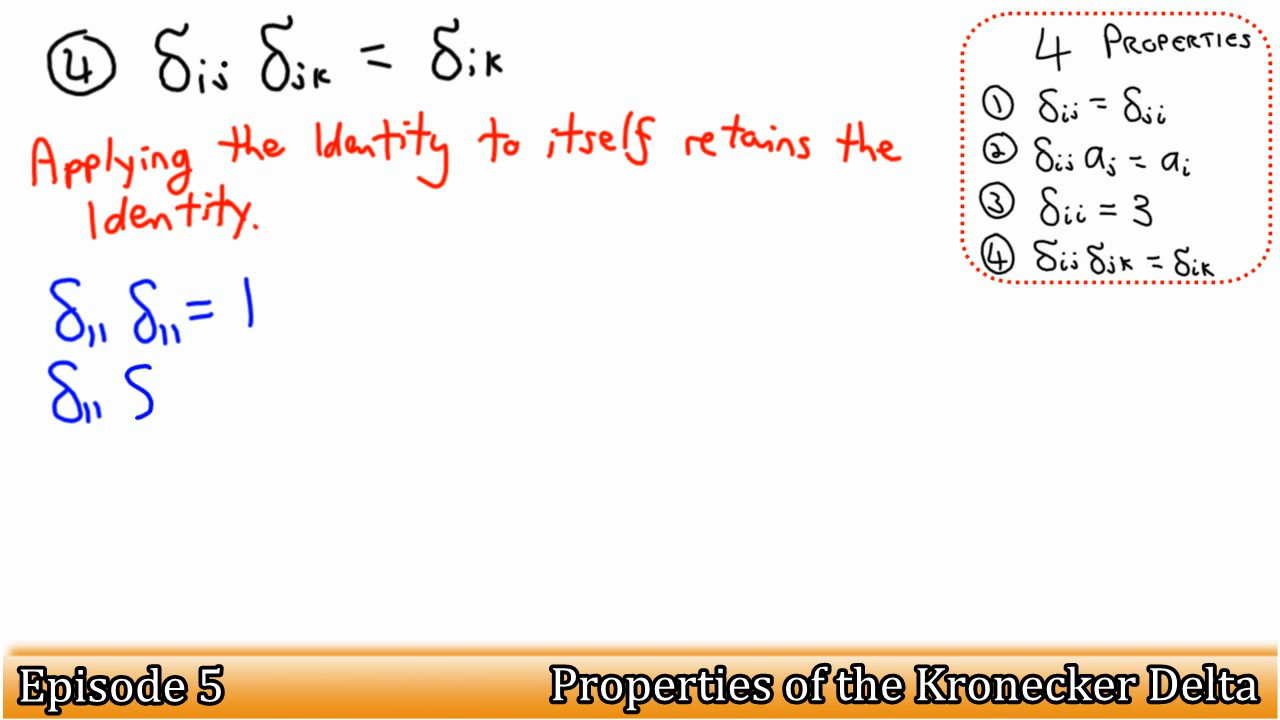 ④ δij δjk = δik
Applying the Identity to itself retains the
Identity.
δ11 δ11 = 1
δ11 S
4 PROPERTIES
① δij = δji
② δij aj = ai
③ δii = 3
④ δij δjk = δik
Episode 5
Properties of the Kronecker Delta